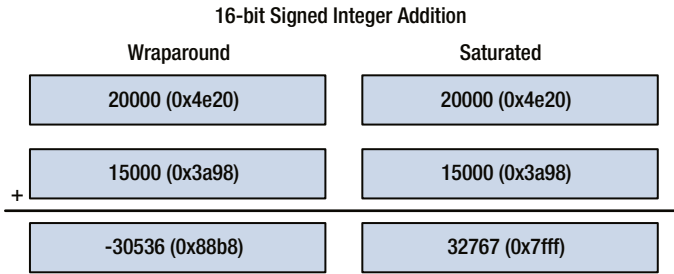 16-bit Signed Integer Addition
Wraparound Saturated
20000 (0x4e20) 20000 (0x4e20)
15000 (0x3a98) 15000 (0x3a98)
+
-30536 (0x88b8) 32767 (0x7fff)